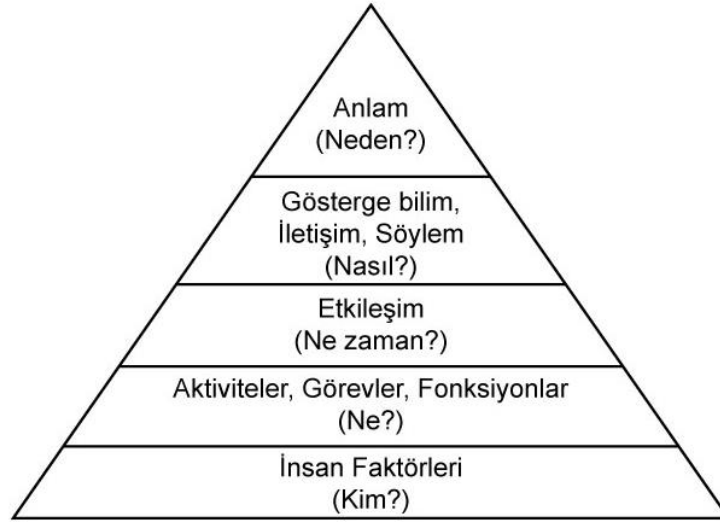 Anlam
(Neden?)
Gösterge bilim,
İletişim, Söylem
(Nasıl?)
Etkileşim
(Ne zaman?)
Aktiviteler, Görevler, Fonksiyonlar
(Ne?)
İnsan Faktörleri
(Kim?)